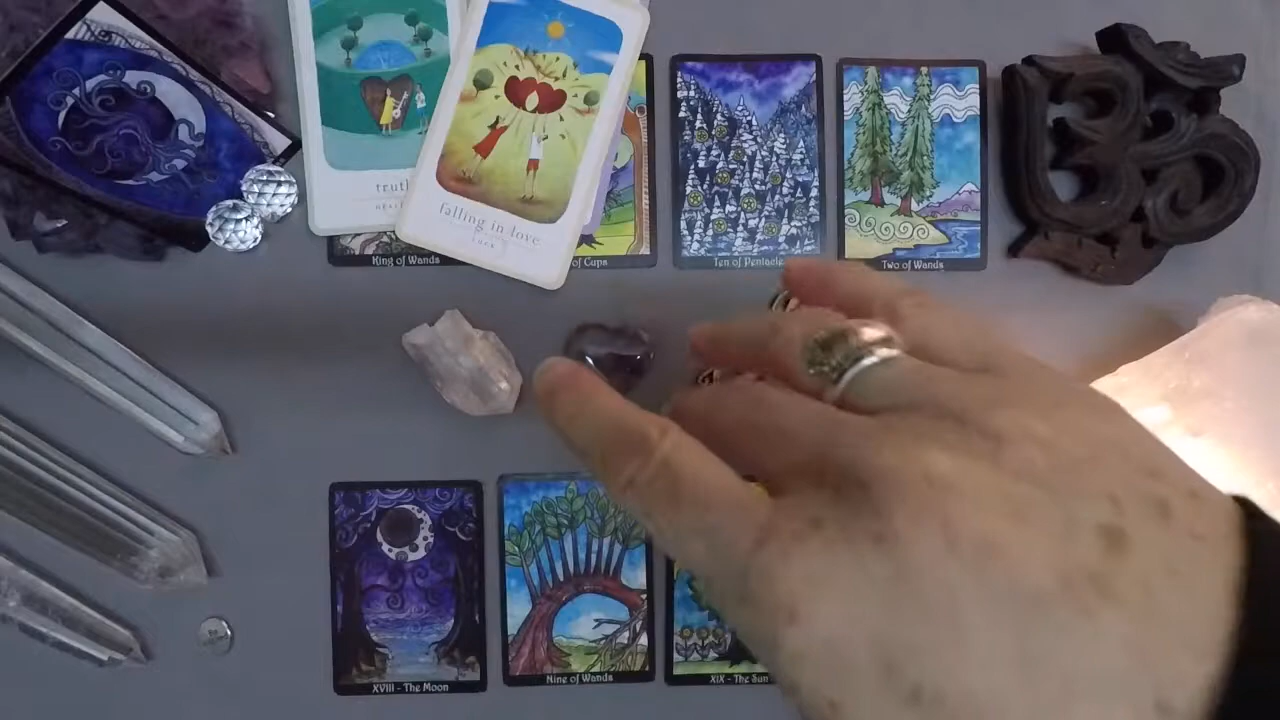 truth
falling in love
luck
King of Wands
of Cups
Ten of Pentacle
Two of Wands
XVIII - The Moon
Nine of Wands
XIX - The Sun